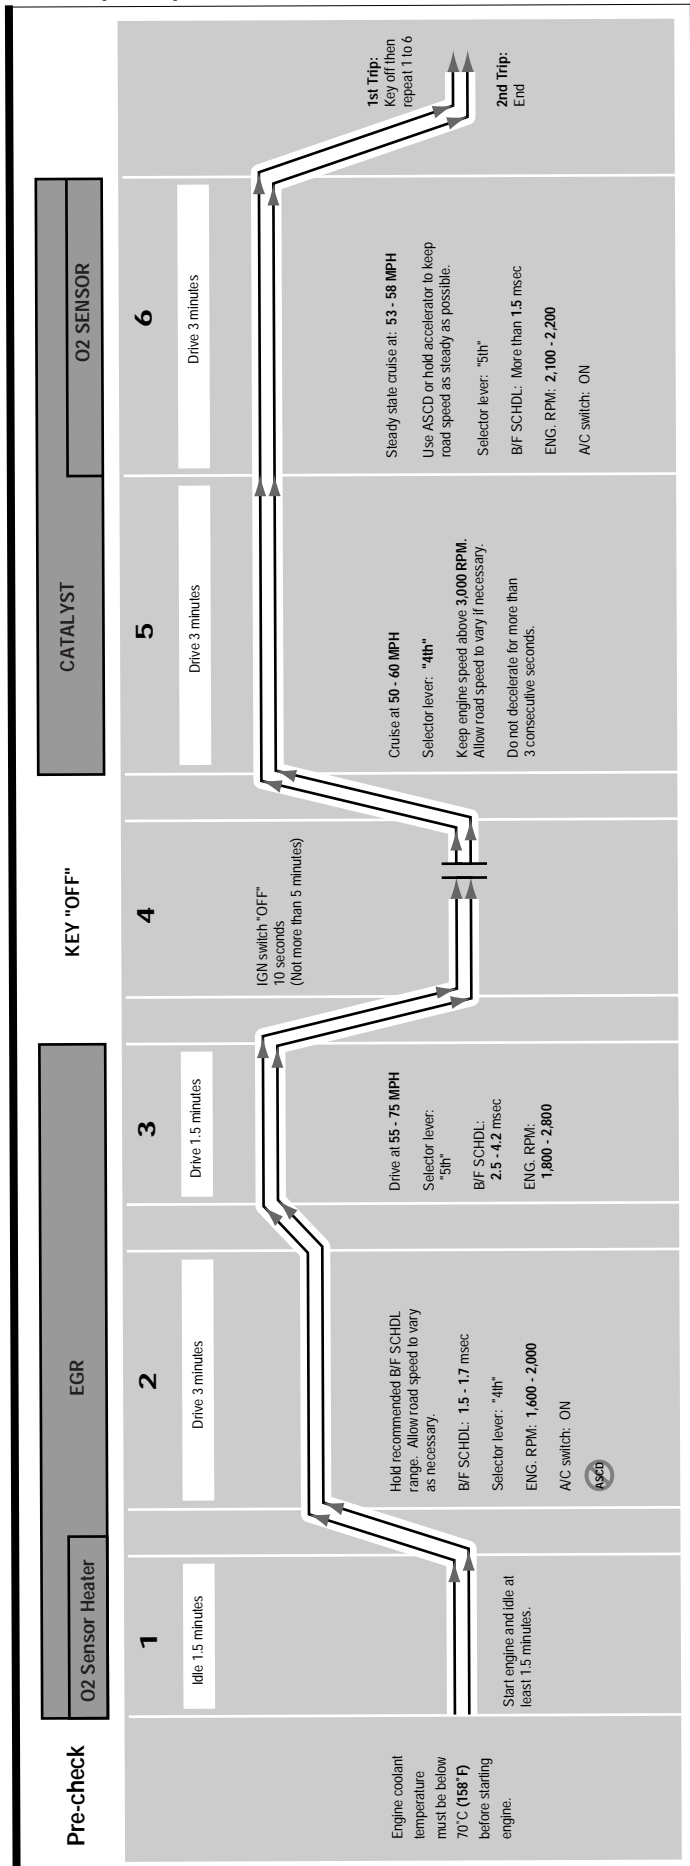 Pre-check
O2 Sensor Heater
EGR
KEY "OFF"
CATALYST
O2 SENSOR
1
2
3
4
5
6
Idle 1.5 minutes
Drive 3 minutes
Drive 1.5 minutes
Drive 3 minutes
Drive 3 minutes
Engine coolant
temperature
must be below
70˚C (158˚F)
before starting
engine.
Start engine and idle at
least 1.5 minutes.
Hold recommended B/F SCHDL
range. Allow road speed to vary
as necessary.
B/F SCHDL: 1.5 - 1.7 msec
Selector lever: "4th"
ENG. RPM: 1,600 - 2,000
A/C switch: ON
ASCD
Drive at 55 - 75 MPH
Selector lever:
"5th"
B/F SCHDL:
2.5 - 4.2 msec
ENG. RPM:
1,800 - 2,800
IGN switch "OFF"
10 seconds
(Not more than 5 minutes)
Cruise at 50 - 60 MPH
Selector lever: "4th"
Keep engine speed above 3,000 RPM.
Allow road speed to vary if necessary.
Do not decelerate for more than
3 consecutive seconds.
Steady state cruise at: 53 - 58 MPH
Use ASCD or hold accelerator to keep
road speed as steady as possible.
Selector lever: "5th"
B/F SCHDL: More than 1.5 msec
ENG. RPM: 2,100 - 2,200
A/C switch: ON
1st Trip:
Key off then
repeat 1 to 6
2nd Trip:
End